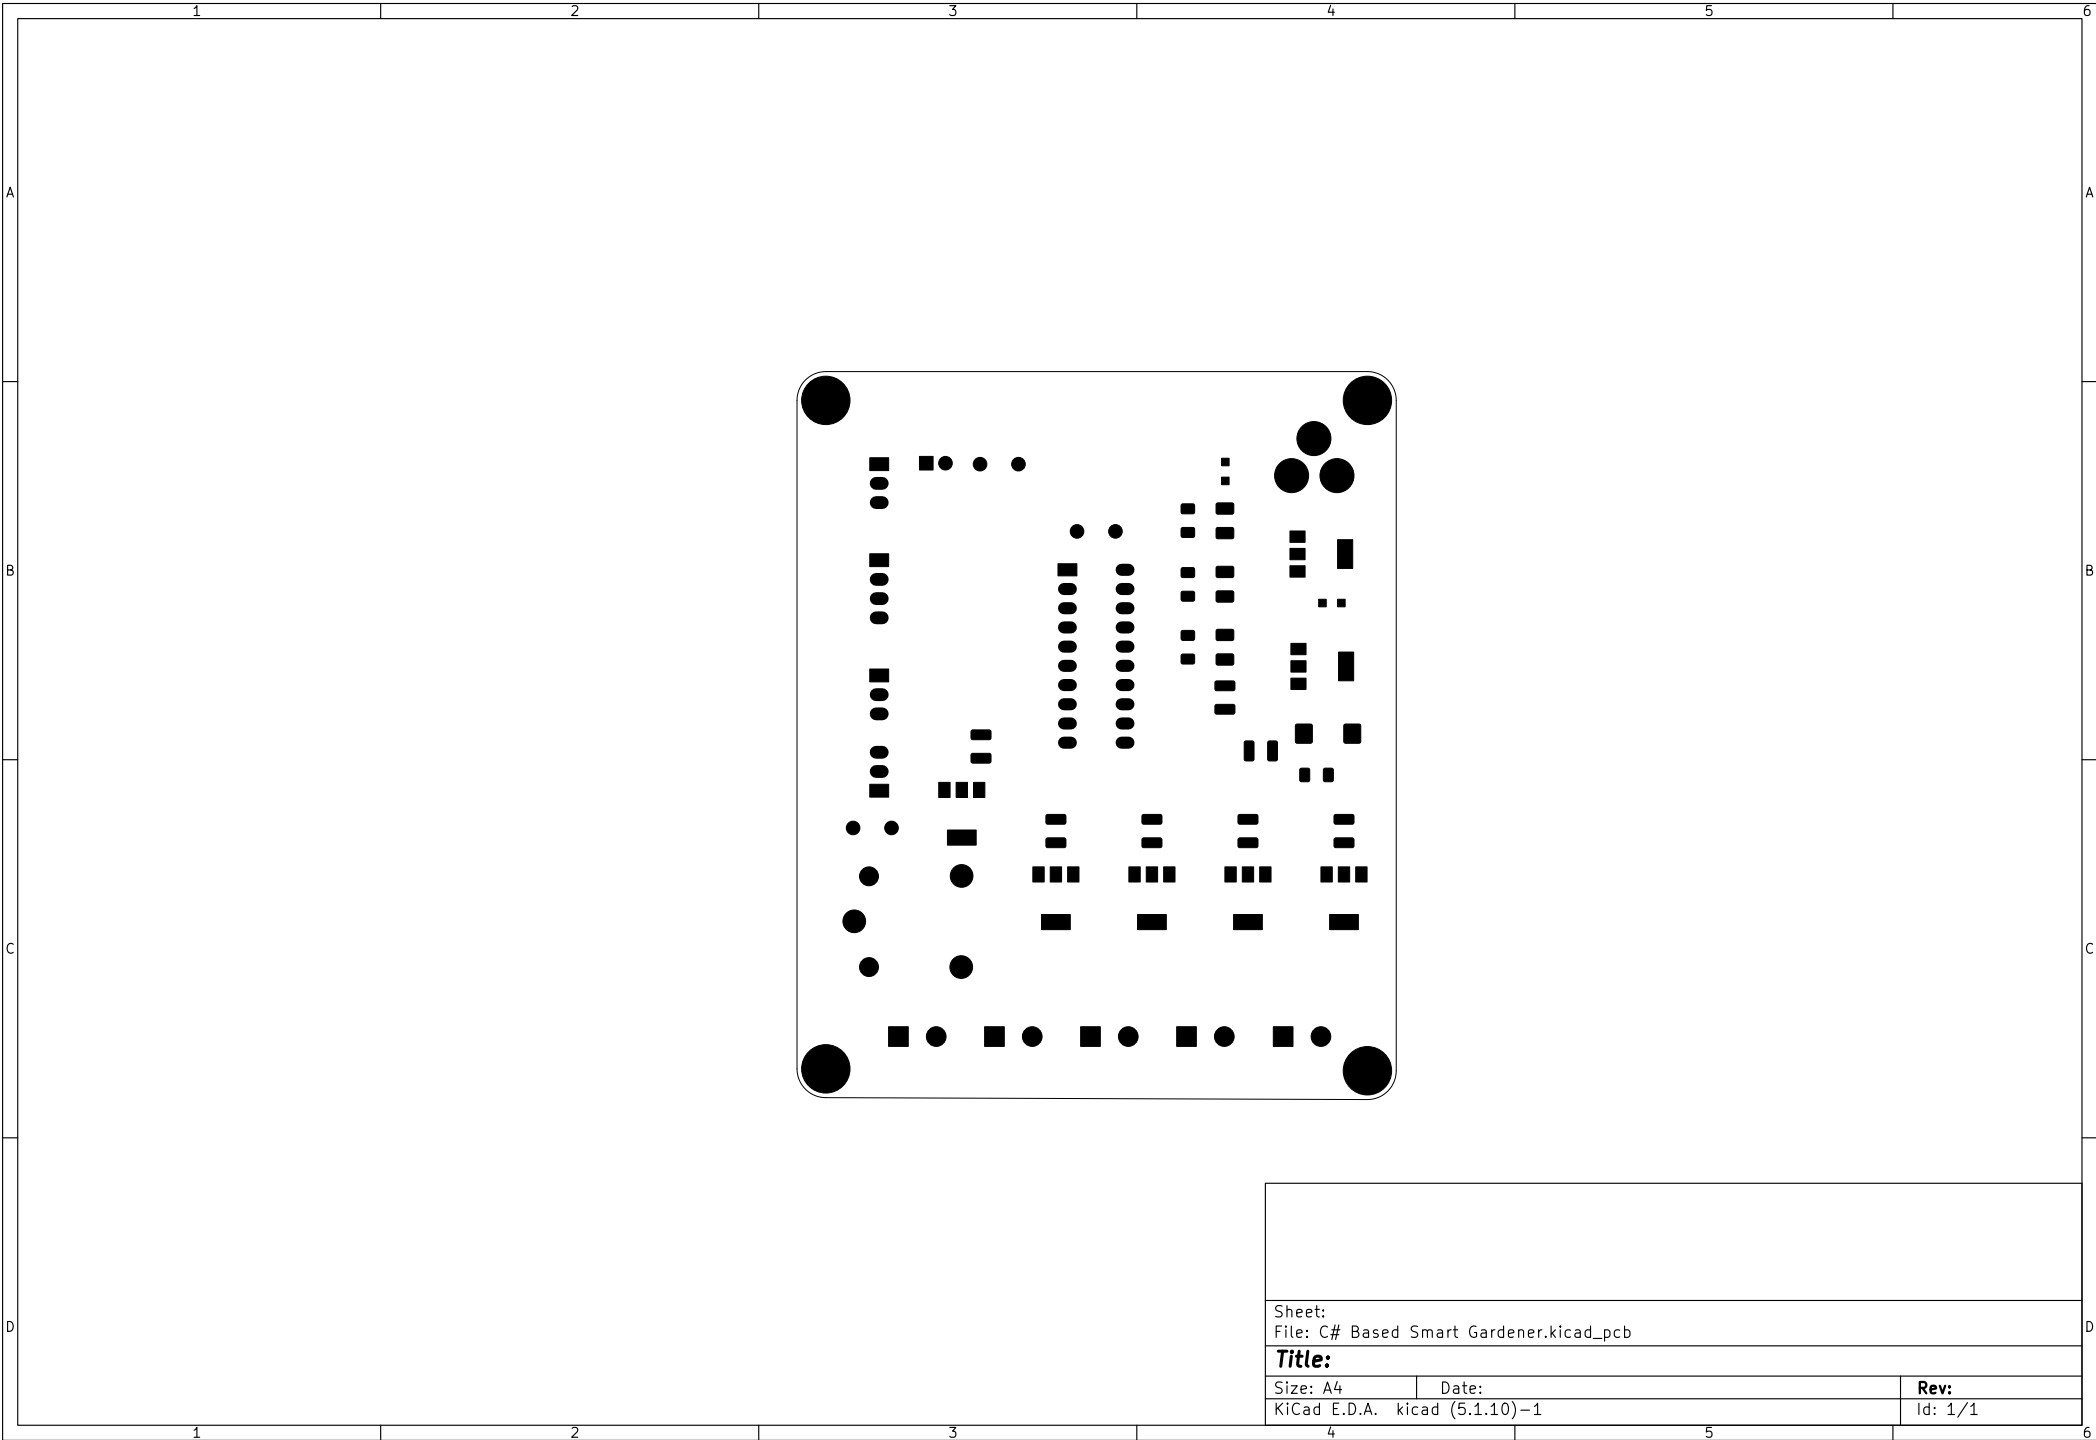 1 2 3 4 5 6
A A
B B
C C
D D
Sheet:
File: C# Based Smart Gardener.kicad_pcb
Title:
Size: A4 Date: Rev:
KiCad E.D.A. kicad (5.1.10)-1 Id: 1/1
1 2 3 4 5 6